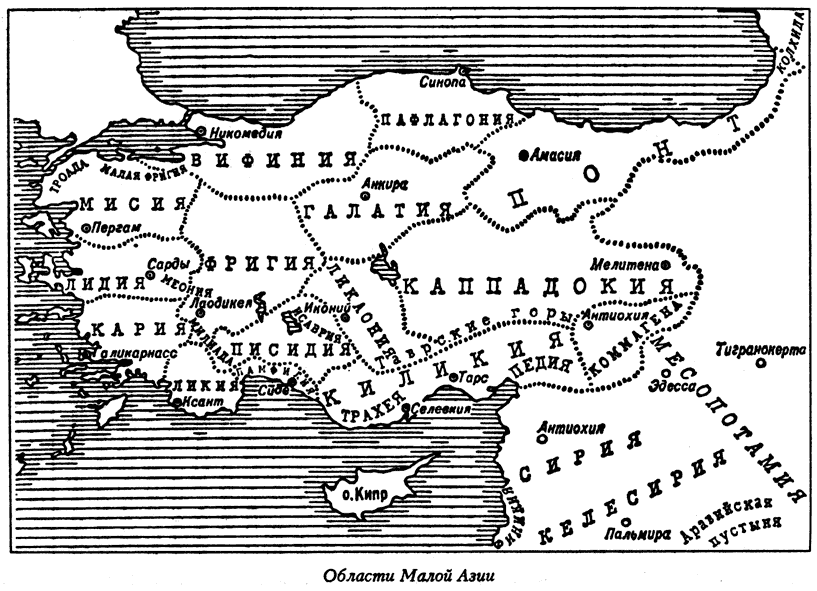 КОЛХИДА
Синопа
ПАФЛАГОНИЯ
Никомедия
ВИФИНИЯ
Амасия
ПОНТ
ТРОАДА
МАЛАЯ ФРИГИЯ
МИСИЯ
Анкира
ГАЛАТИЯ
Пергам
Сарды
ЛИДИЯ
МЕОНИЯ
ФРИГИЯ
ЛИКАОНИЯ
КАППАДОКИЯ
Мелитена
Лаодикея
КАРИЯ
ИСАВРИЯ
Иконий
ПИСИДИЯ
Таврские горы
Антиохия
КОММАГЕНА
Галикарнасс
ЛИКИЯ
Ксант
Сиде
КИЛИКИЯ
ПЕДИЯ
ТРАХЕЯ
Тарс
Селевкия
Эдесса
Тигранокерта
МЕСОПОТАМИЯ
Антиохия
СИРИЯ
о.Кипр
КЕЛЕСИРИЯ
Пальмира
Аравийская
пустыня
Области Малой Азии